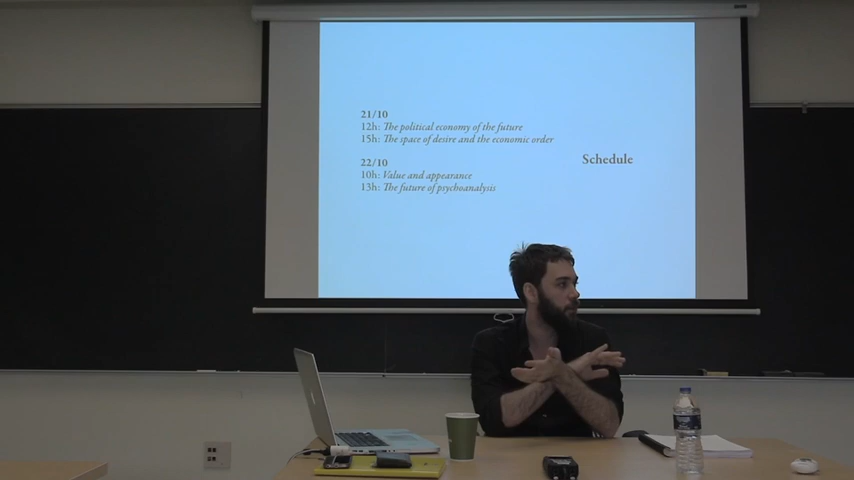 21/10
12h: The political economy of the future
15h: The space of desire and the economic order
22/10
10h: Value and appearance
13h: The future of psychoanalysis
Schedule